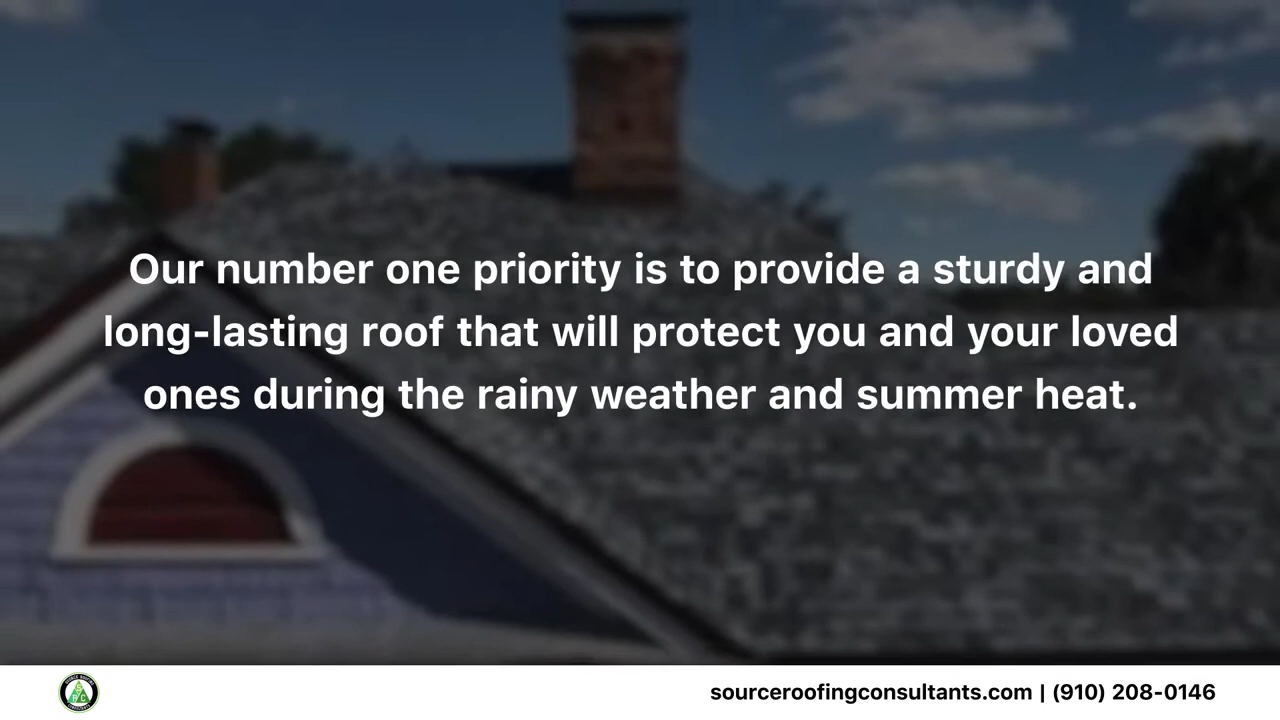 Our number one priority is to provide a sturdy and
long-lasting roof that will protect you and your loved
ones during the rainy weather and summer heat.
sourceroofingconsultants.com | (910) 208-0146